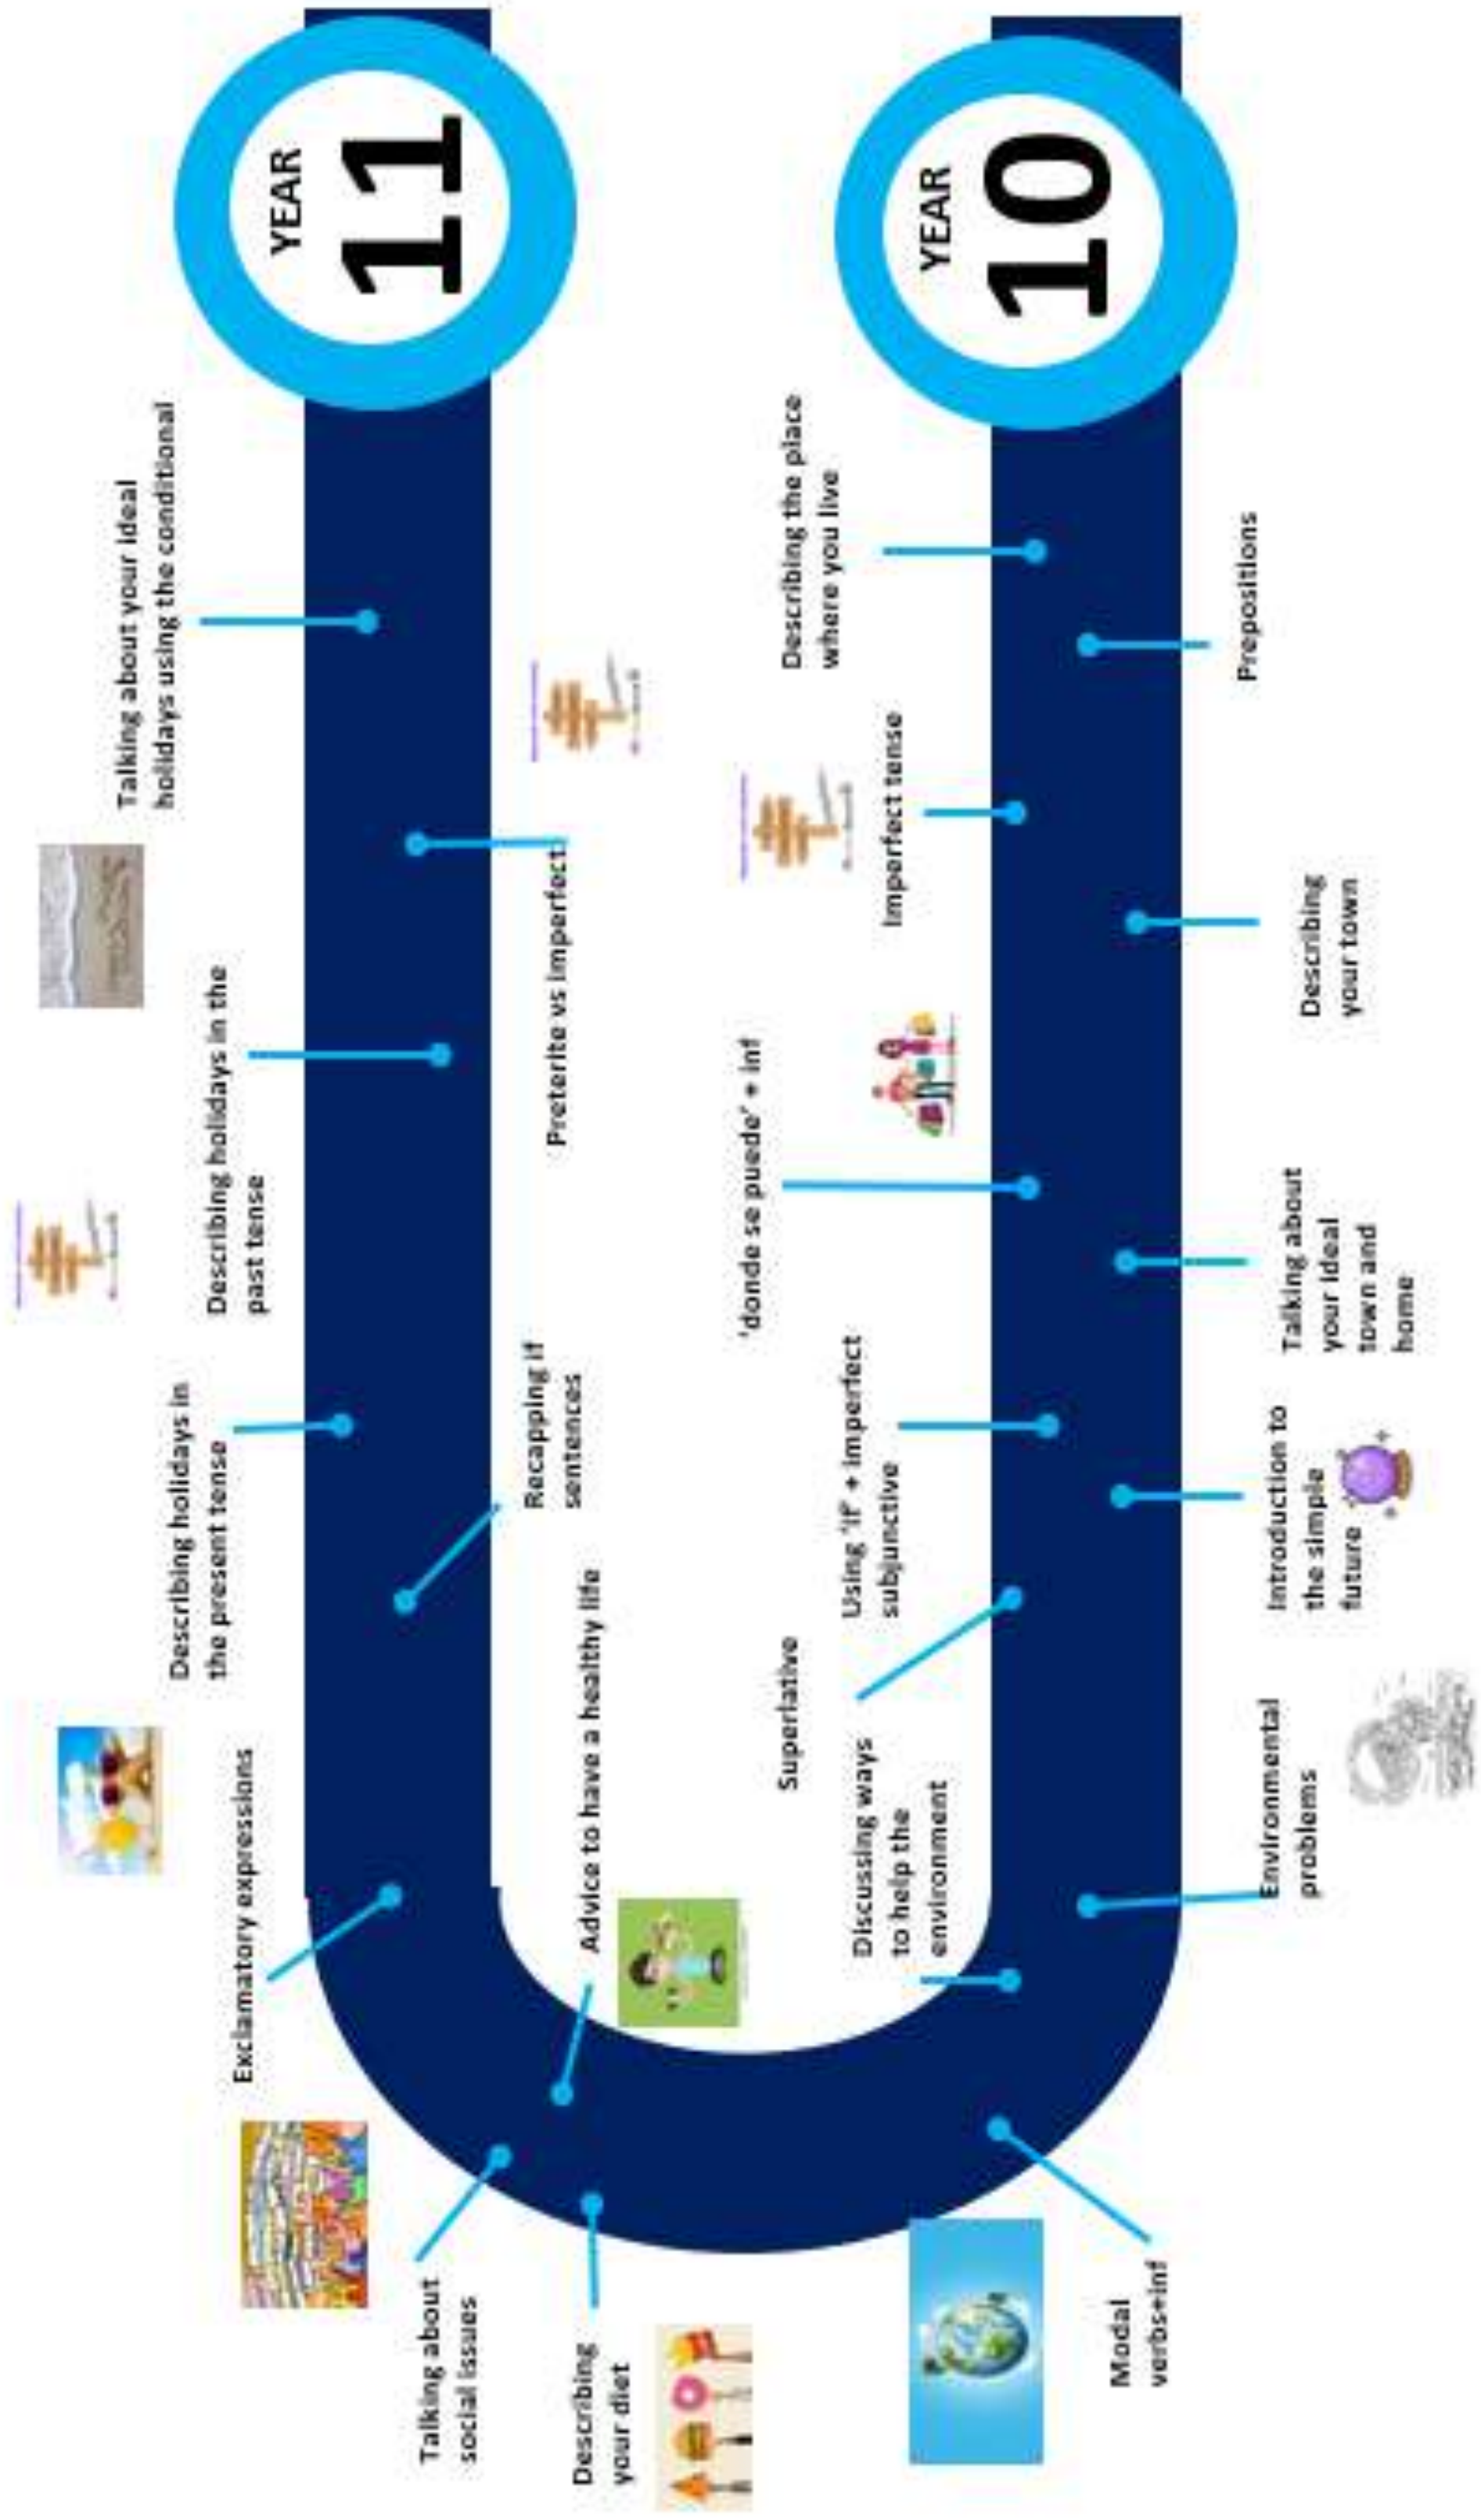 YEAR
11
Talking about your ideal
holidays using the conditional
Preterite vs imperfect
Describing holidays in the
past tense
Describing holidays in
the present tense
Recapping if
sentences
Exclamatory expressions
Advice to have a healthy life
Talking about
social issues
Describing
your diet
Modal
verbs+inf
Discussing ways
to help the
environment
Environmental
problems
Superlative
Introduction to
the simple
future
Using 'if' + imperfect
subjunctive
Talking about
your ideal
town and
home
'donde se puede' + inf
Describing
your town
Imperfect tense
Prepositions
Describing the place
where you live
YEAR
10